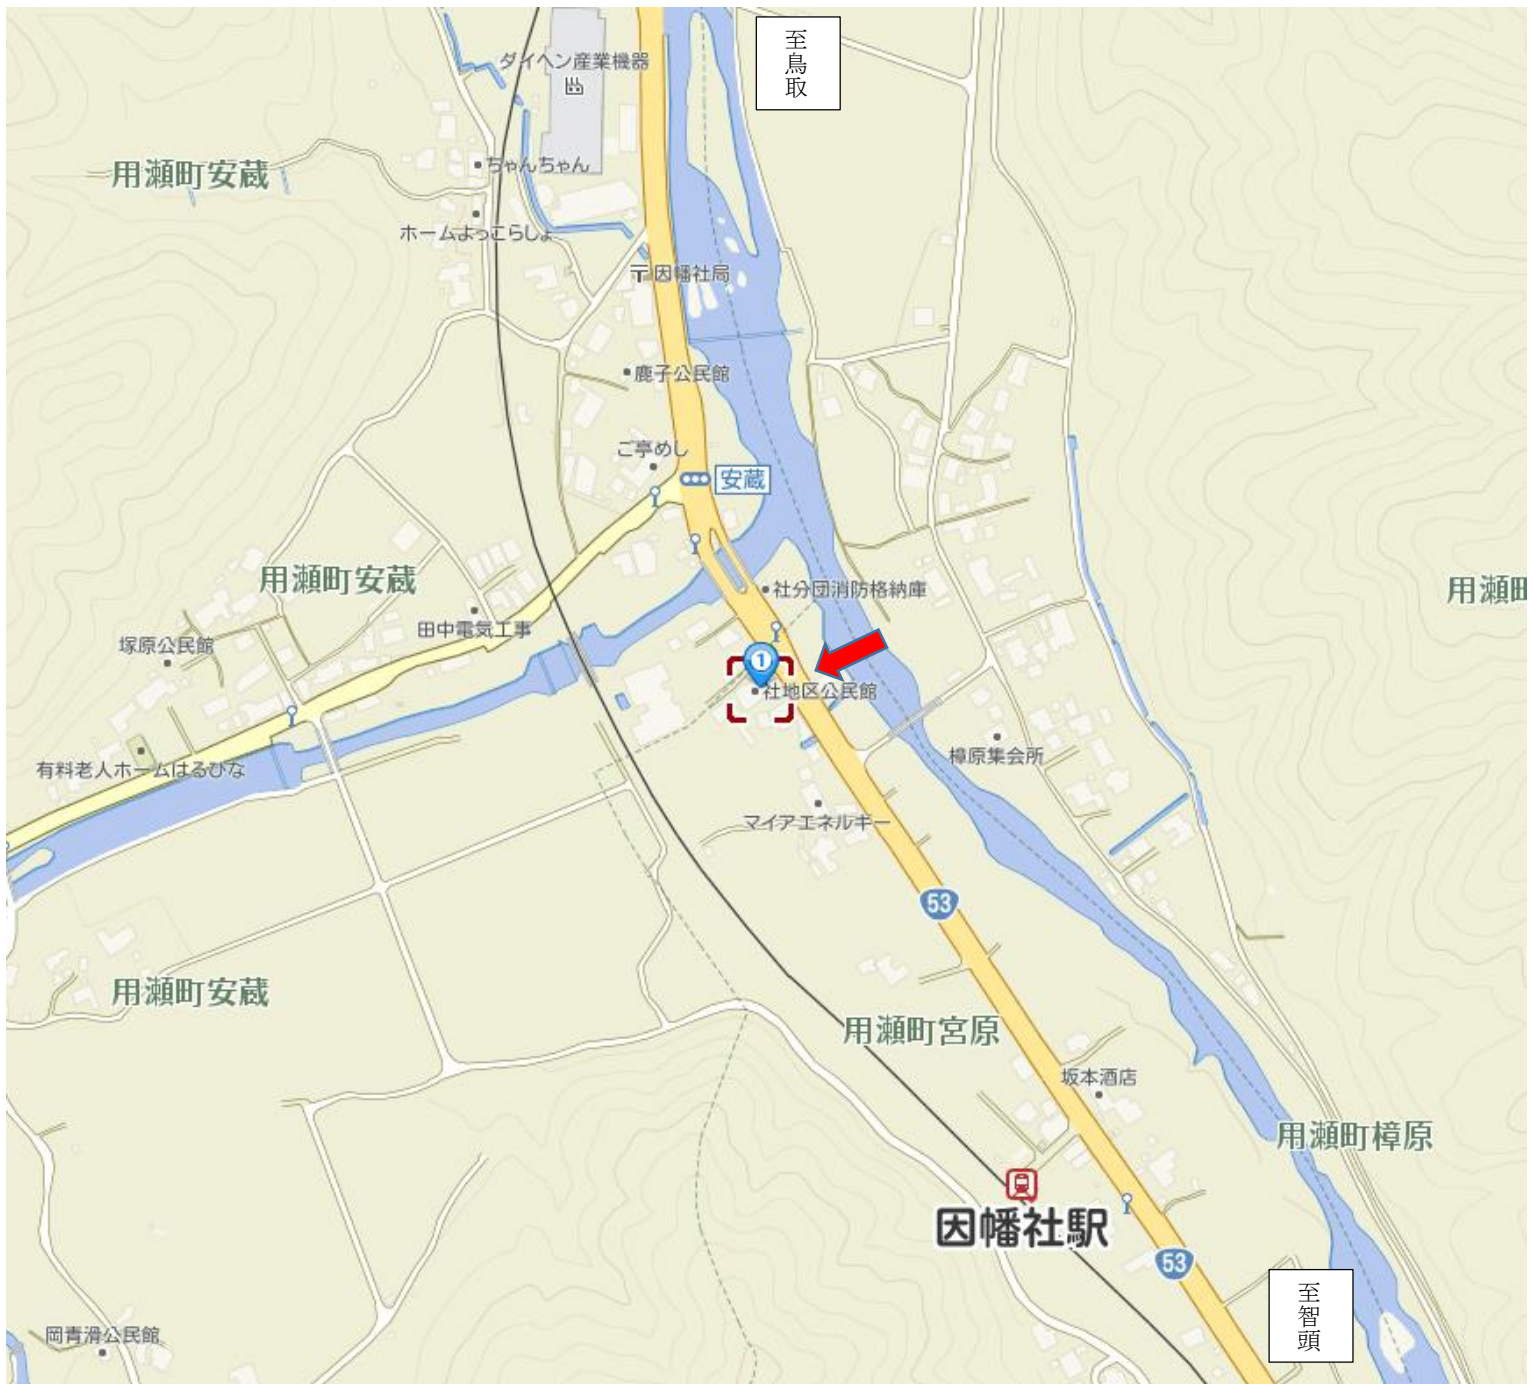 至鳥取
ダイヘン産業機器
ちゃんちゃん
用瀬町安蔵
ホームよっこらしょ
〒因幡社局
鹿子公民館
ご亭めし
安蔵
用瀬町安蔵
社分団消防格納庫
用瀬町
田中電気工事
塚原公民館
1
社地区公民館
樟原集会所
有料老人ホームはるひな
マイアエネルギー
53
用瀬町安蔵
用瀬町宮原
坂本酒店
用瀬町樟原
因幡社駅
53
至智頭
岡青滑公民館